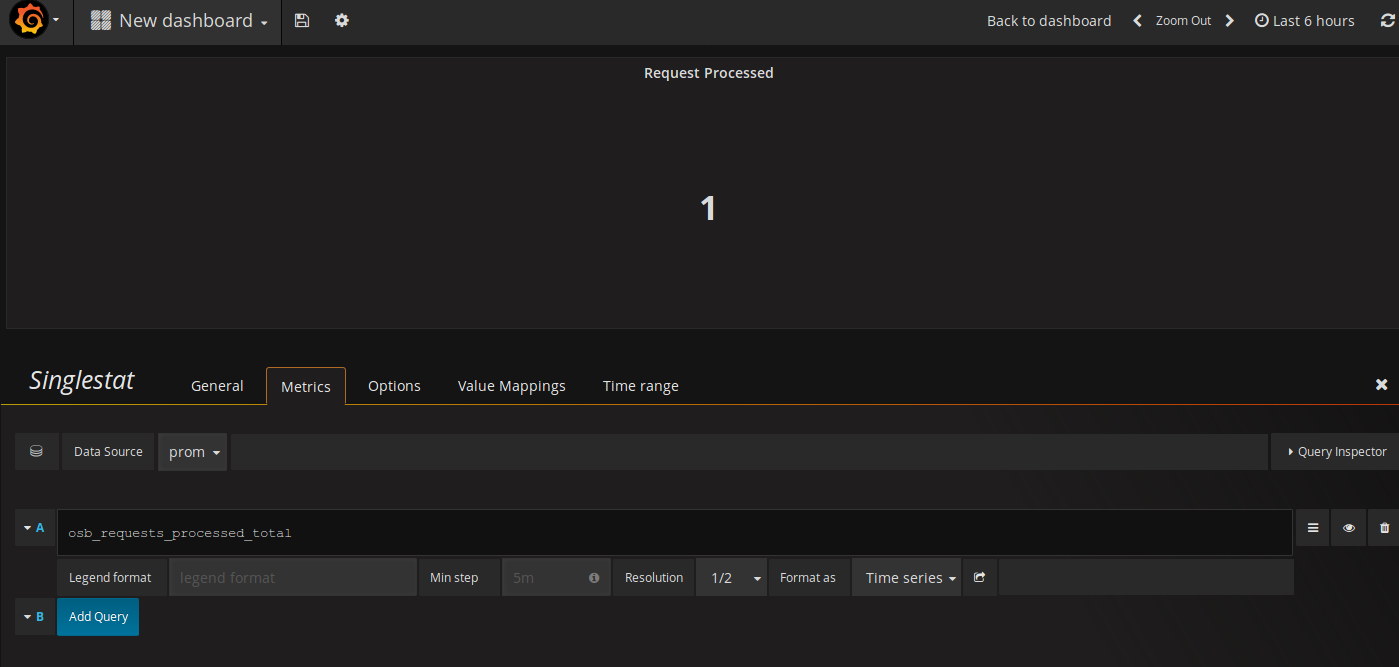 New dashboard Back to dashboard Zoom Out Last 6 hours
Request Processed
1
Singlestat General Metrics Options Value Mappings Time range
Data Source prom Query Inspector
A osb_requests_processed_total
Legend format legend format Min step 5m Resolution 1/2 Format as Time series
B Add Query